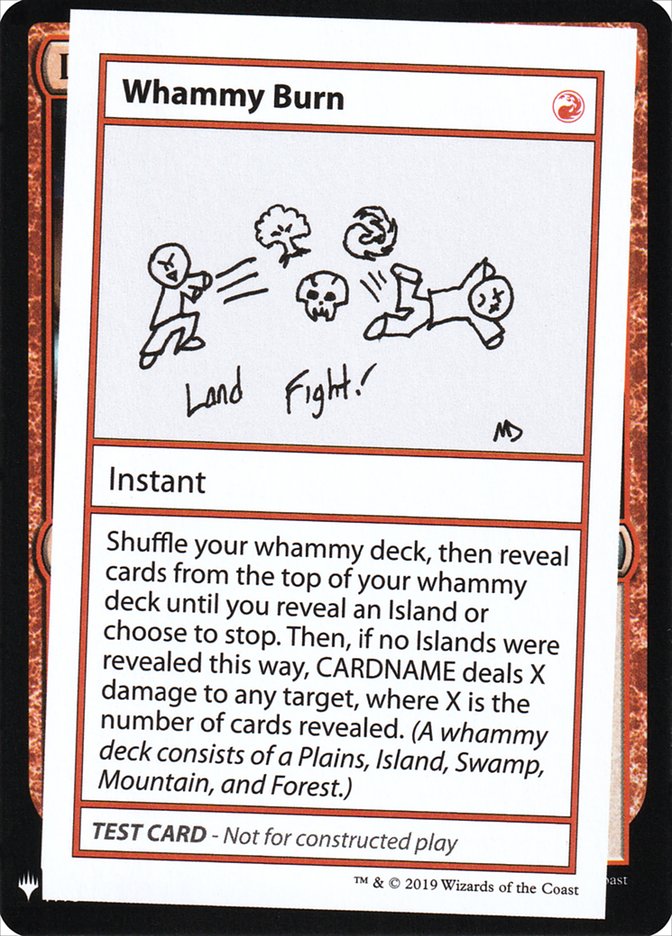 L
Whammy Burn
Land Fight!
MD
Instant
Shuffle your whammy deck, then reveal
cards from the top of your whammy
deck until you reveal an Island or
choose to stop. Then, if no Islands were
revealed this way, CARDNAME deals X
damage to any target, where X is the
number of cards revealed. (A whammy
deck consists of a Plains, Island, Swamp,
Mountain, and Forest.)
TEST CARD - Not for constructed play
™ & © 2019 Wizards of the Coast
oast